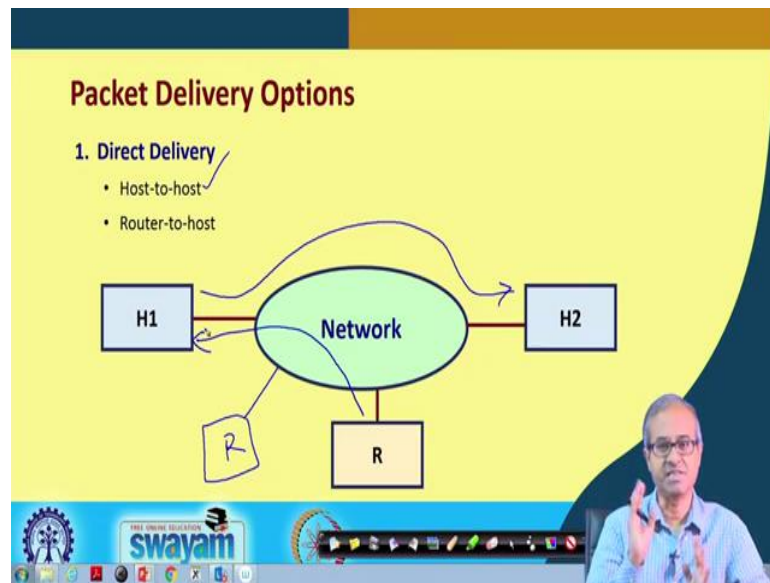 Packet Delivery Options
1. Direct Delivery
• Host-to-host
• Router-to-host
H1
Network
H2
R
R
FREE ONLINE EDUCATION
swayam